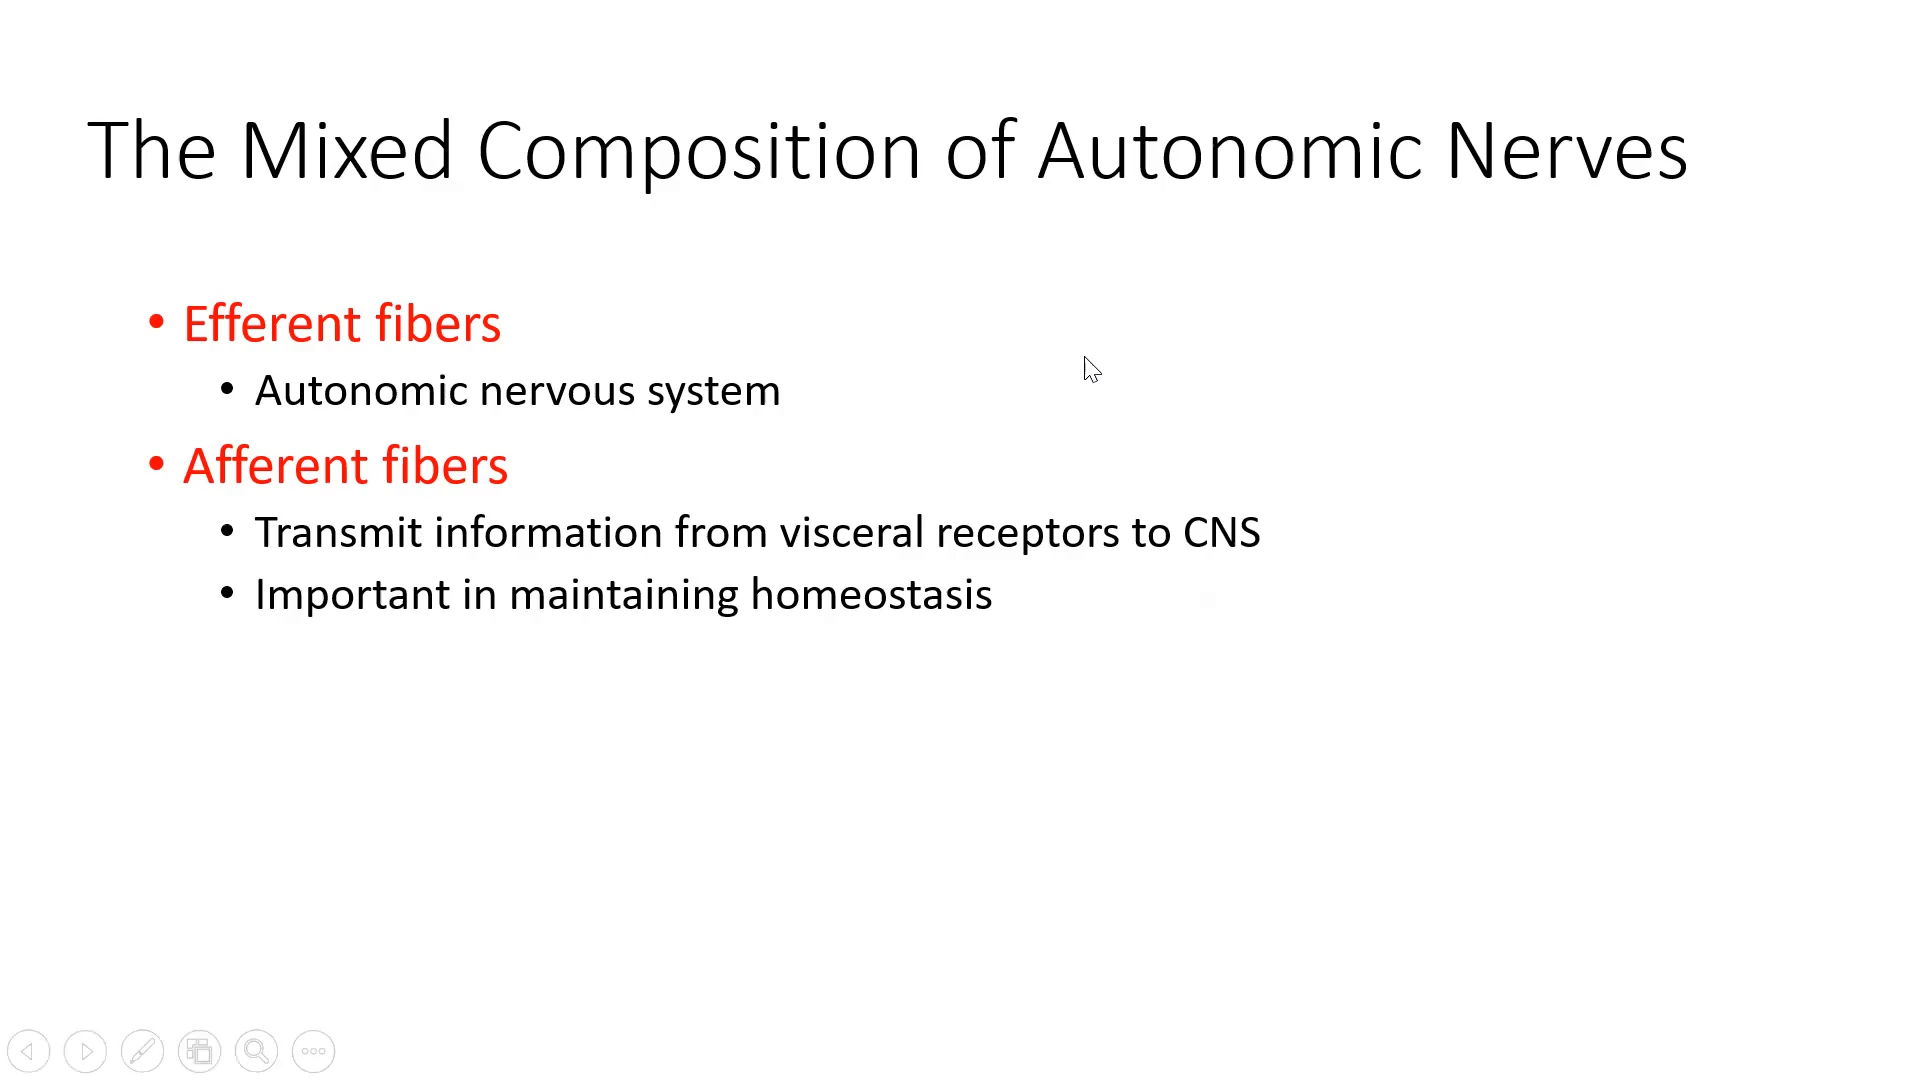 The Mixed Composition of Autonomic Nerves
• Efferent fibers
• Autonomic nervous system
• Afferent fibers
• Transmit information from visceral receptors to CNS
• Important in maintaining homeostasis